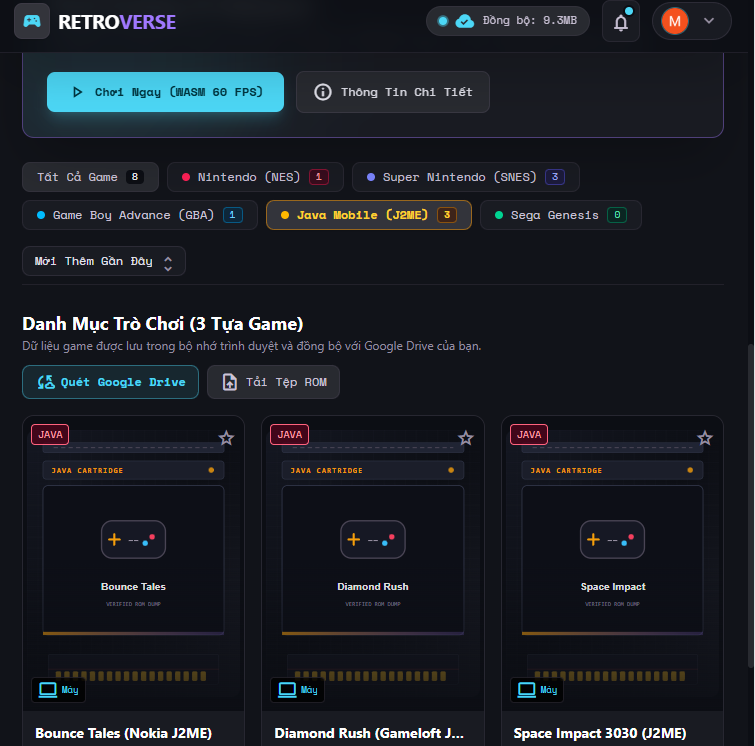 RETROVERSE
Đồng bộ: 9.3MB
M
Chơi Ngay (WASM 60 FPS)
Thông Tin Chi Tiết
Tất Cả Game 8
Nintendo (NES) 1
Super Nintendo (SNES) 3
Game Boy Advance (GBA) 1
Java Mobile (J2ME) 3
Sega Genesis 0
Mới Thêm Gần Đây
Danh Mục Trò Chơi (3 Tựa Game)
Dữ liệu game được lưu trong bộ nhớ trình duyệt và đồng bộ với Google Drive của bạn.
Quét Google Drive
Tải Tệp ROM
JAVA
JAVA CARTRIDGE
Bounce Tales
VERIFIED ROM DUMP
Máy
Bounce Tales (Nokia J2ME)
JAVA
JAVA CARTRIDGE
Diamond Rush
VERIFIED ROM DUMP
Máy
Diamond Rush (Gameloft J...
JAVA
JAVA CARTRIDGE
Space Impact
VERIFIED ROM DUMP
Máy
Space Impact 3030 (J2ME)